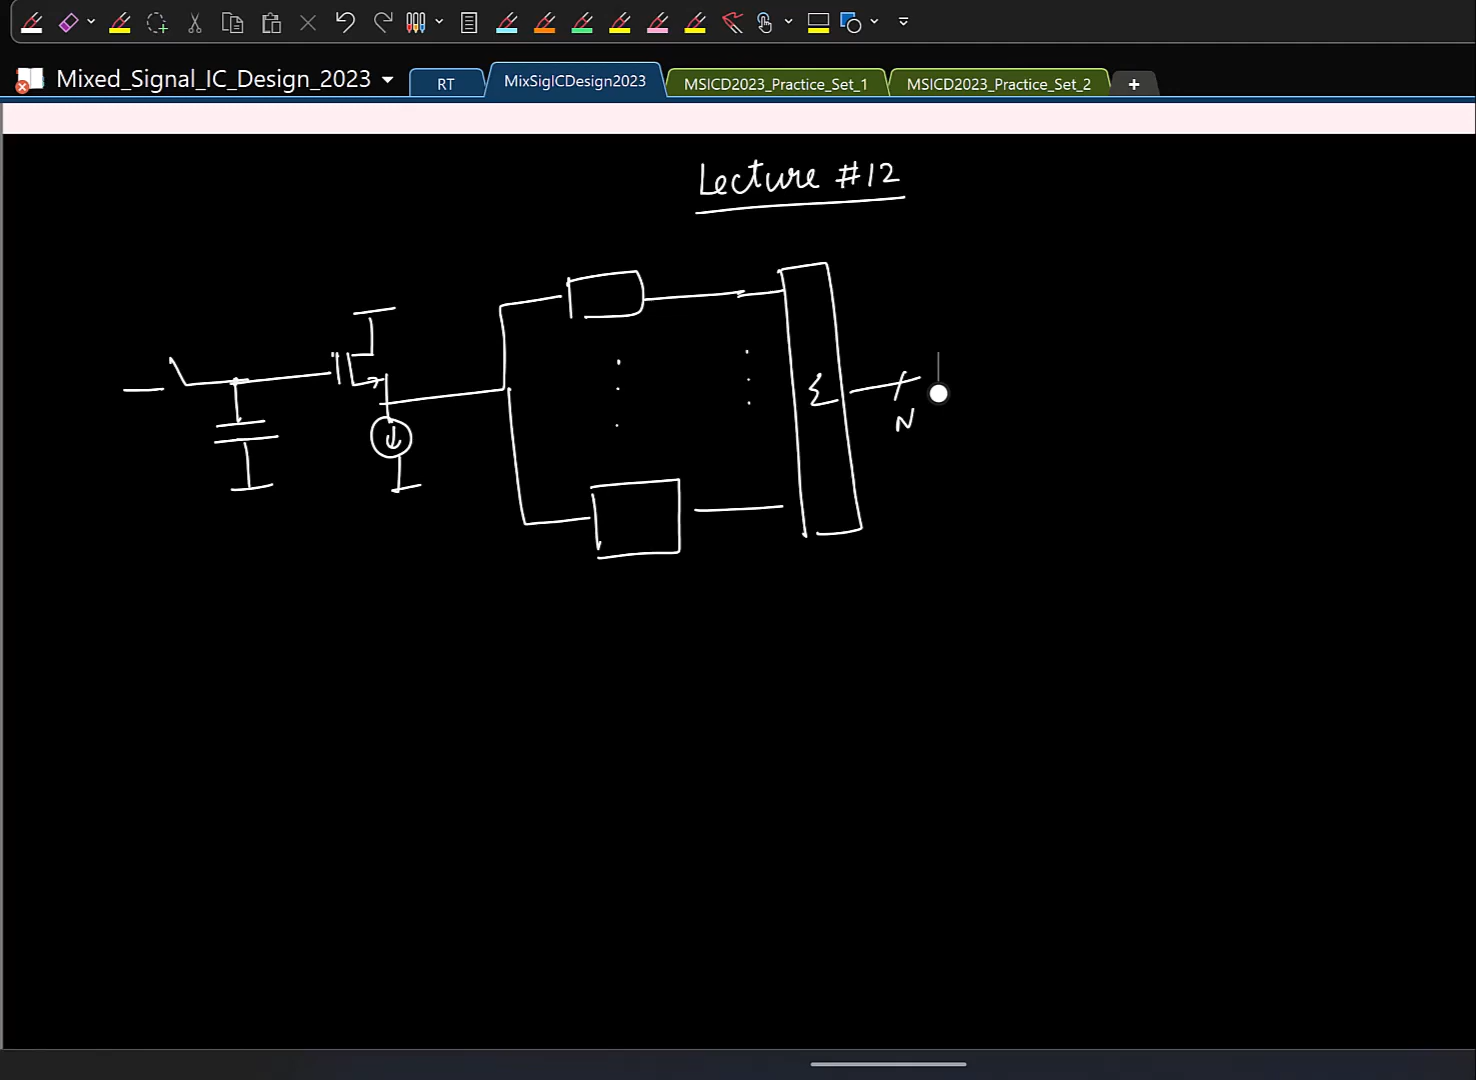 Mixed_Signal_IC_Design_2023
RT
MixSigICDesign2023
MSICD2023_Practice_Set_1
MSICD2023_Practice_Set_2
Lecture #12
Σ
N